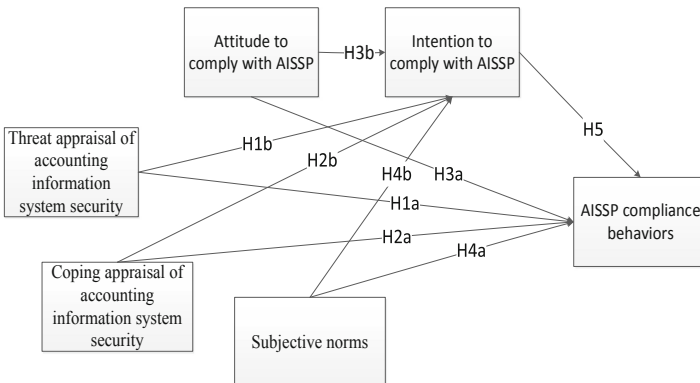 Attitude to
comply with AISSP
H3b
Intention to
comply with AISSP
H5
Threat appraisal of
accounting
information
system security
H1b
H2b
H4b
H3a
H1a
AISSP compliance
behaviors
H2a
H4a
Coping appraisal of
accounting
information system
security
Subjective norms